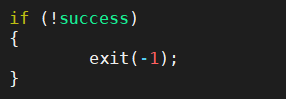 if (!success)
{
        exit(-1);
}